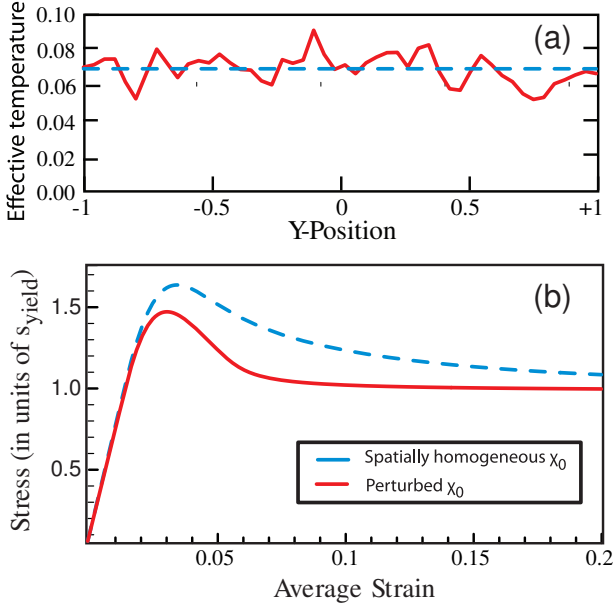 Effective temperature
0.10
0.08
0.06
0.04
0.02
0.00
(a)
-1
-0.5
0
0.5
+1
Y-Position
Stress (in units of s_yield)
1.5
1.0
0.5
(b)
Spatially homogeneous χ₀
Perturbed χ₀
0.05
0.1
0.15
0.2
Average Strain